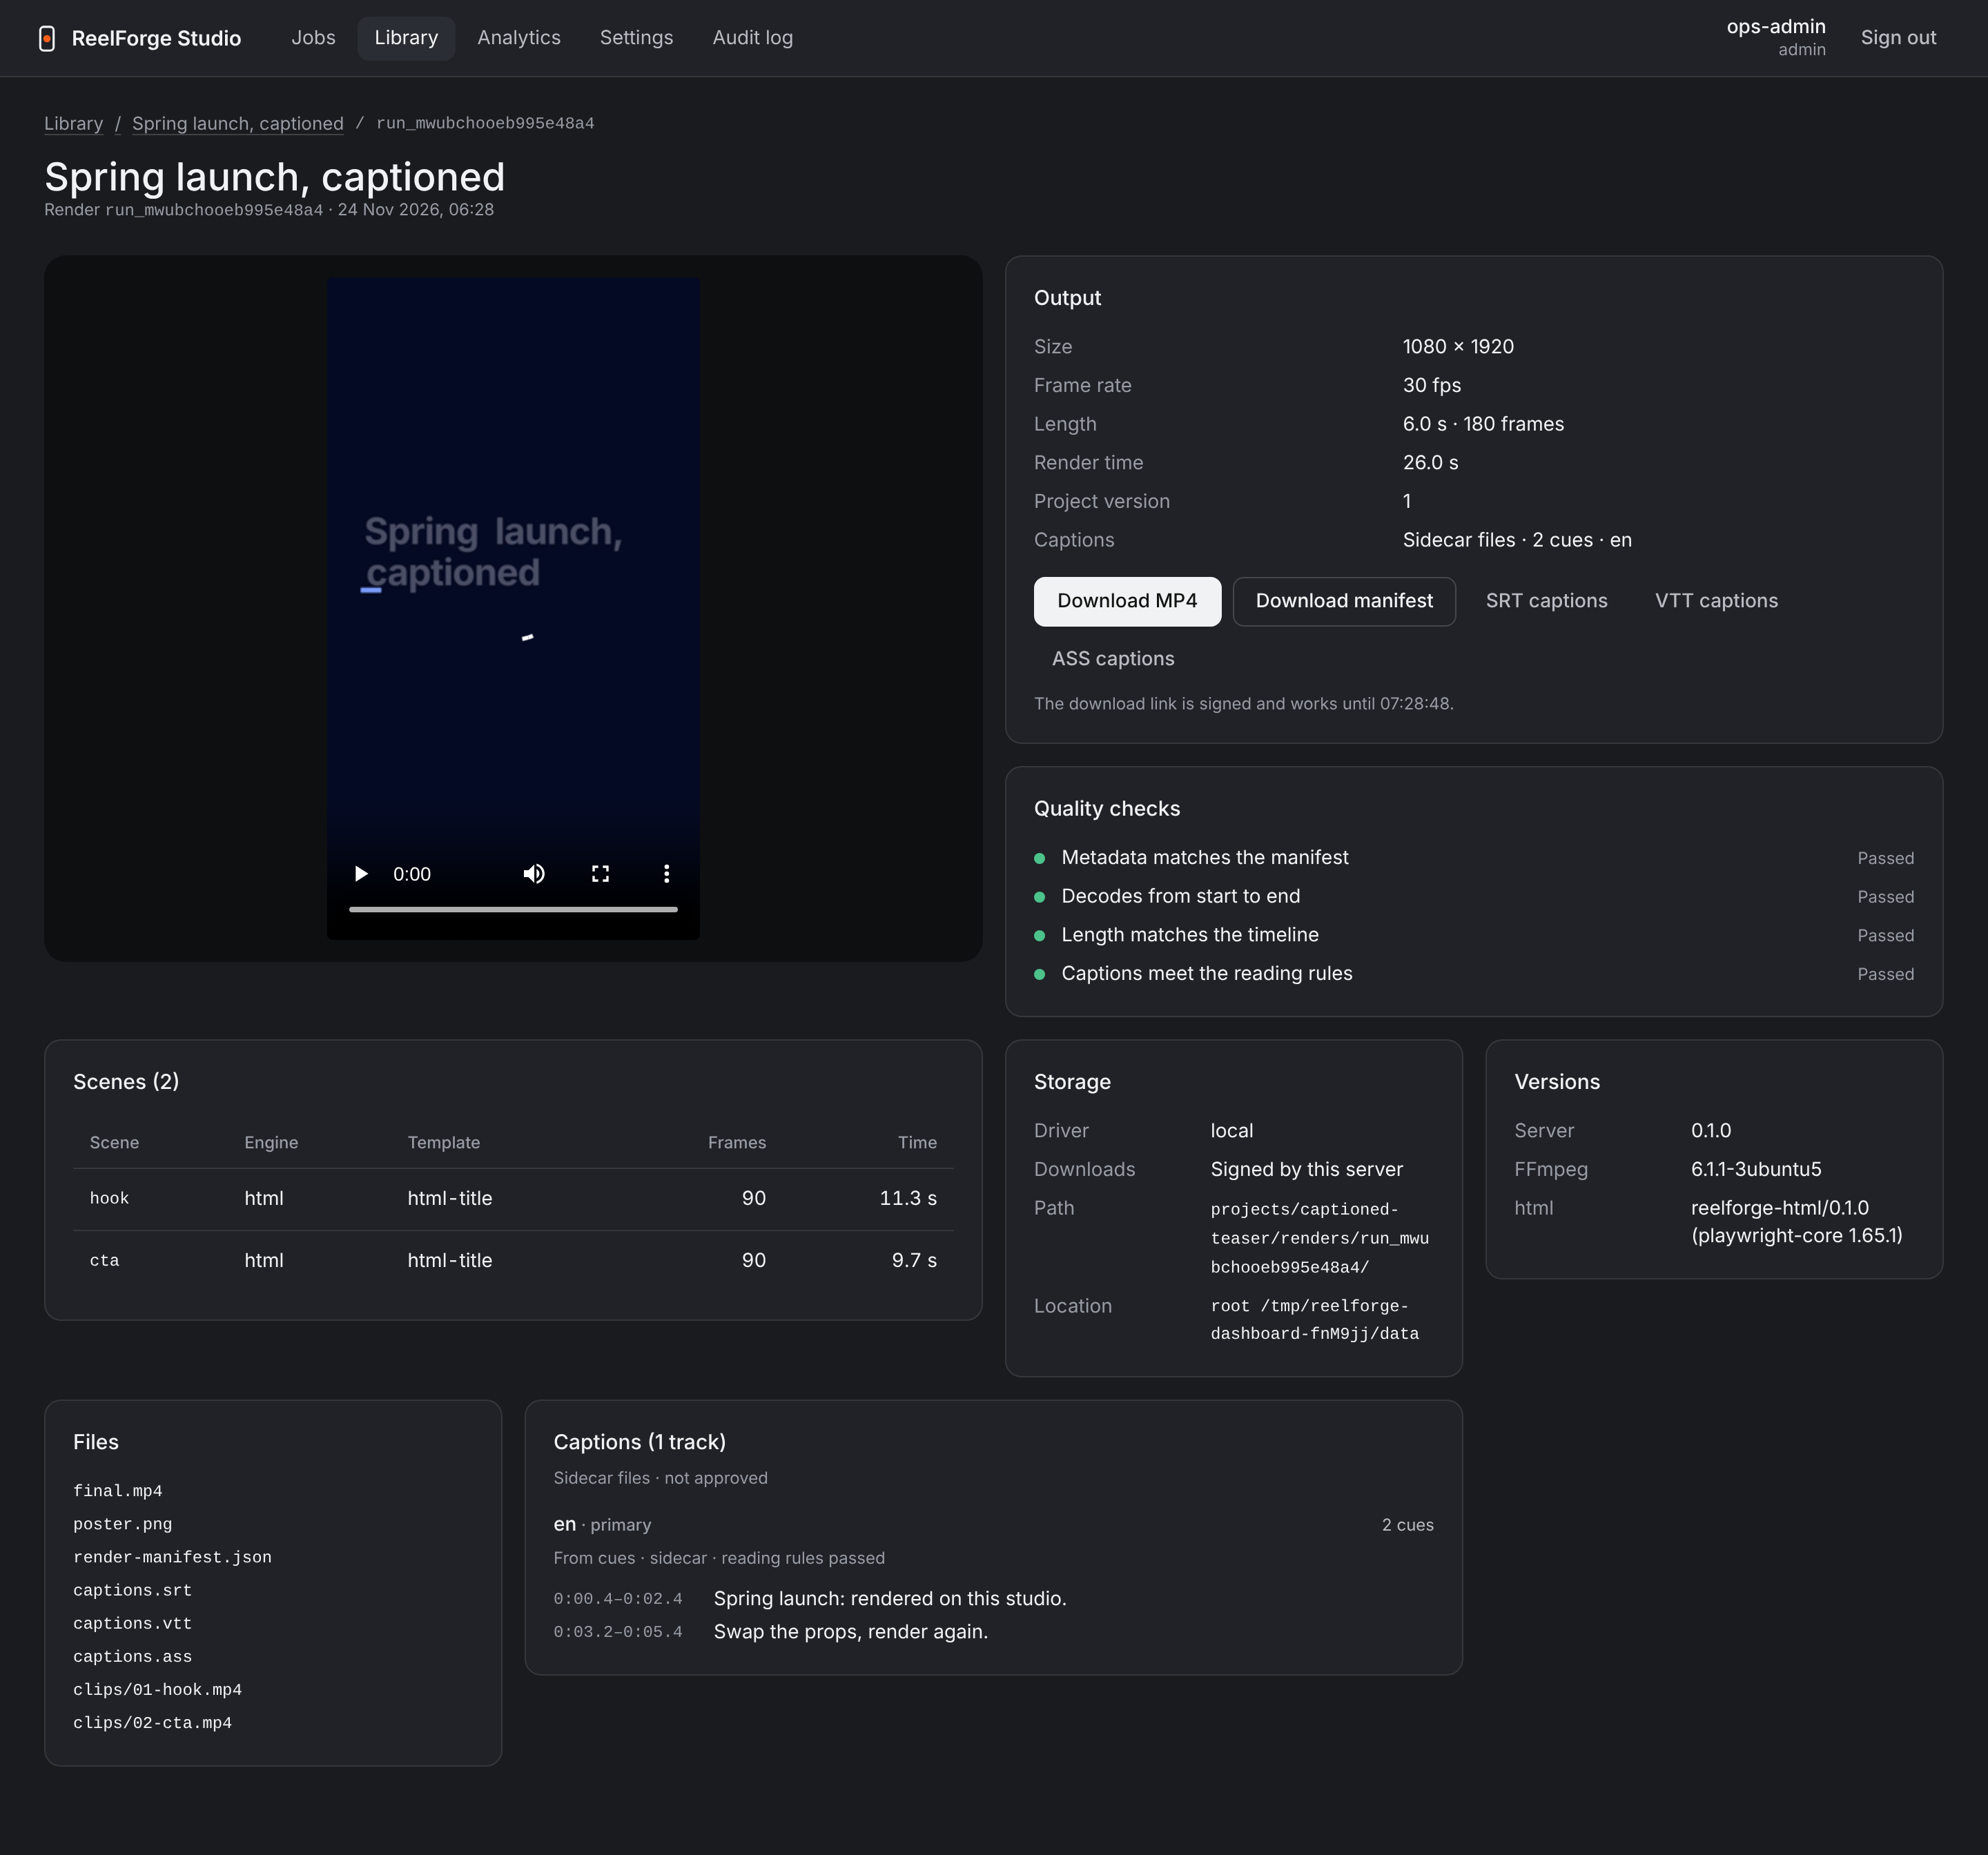 ReelForge Studio
Jobs
Library
Analytics
Settings
Audit log
ops-admin
admin
Sign out
Library / Spring launch, captioned / run_mwubchooeb995e48a4
Spring launch, captioned
Render run_mwubchooeb995e48a4 · 24 Nov 2026, 06:28
Spring launch,
captioned
0:00
Output
Size 1080 × 1920
Frame rate 30 fps
Length 6.0 s · 180 frames
Render time 26.0 s
Project version 1
Captions Sidecar files · 2 cues · en
Download MP4
Download manifest
SRT captions
VTT captions
ASS captions
The download link is signed and works until 07:28:48.
Quality checks
Metadata matches the manifest Passed
Decodes from start to end Passed
Length matches the timeline Passed
Captions meet the reading rules Passed
Scenes (2)
Scene Engine Template Frames Time
hook html html-title 90 11.3 s
cta html html-title 90 9.7 s
Storage
Driver local
Downloads Signed by this server
Path projects/captioned-
teaser/renders/run_mwu
bchooeb995e48a4/
Location root /tmp/reelforge-
dashboard-fnM9jj/data
Versions
Server 0.1.0
FFmpeg 6.1.1-3ubuntu5
html reelforge-html/0.1.0
(playwright-core 1.65.1)
Files
final.mp4
poster.png
render-manifest.json
captions.srt
captions.vtt
captions.ass
clips/01-hook.mp4
clips/02-cta.mp4
Captions (1 track)
Sidecar files · not approved
en · primary 2 cues
From cues · sidecar · reading rules passed
0:00.4–0:02.4 Spring launch: rendered on this studio.
0:03.2–0:05.4 Swap the props, render again.